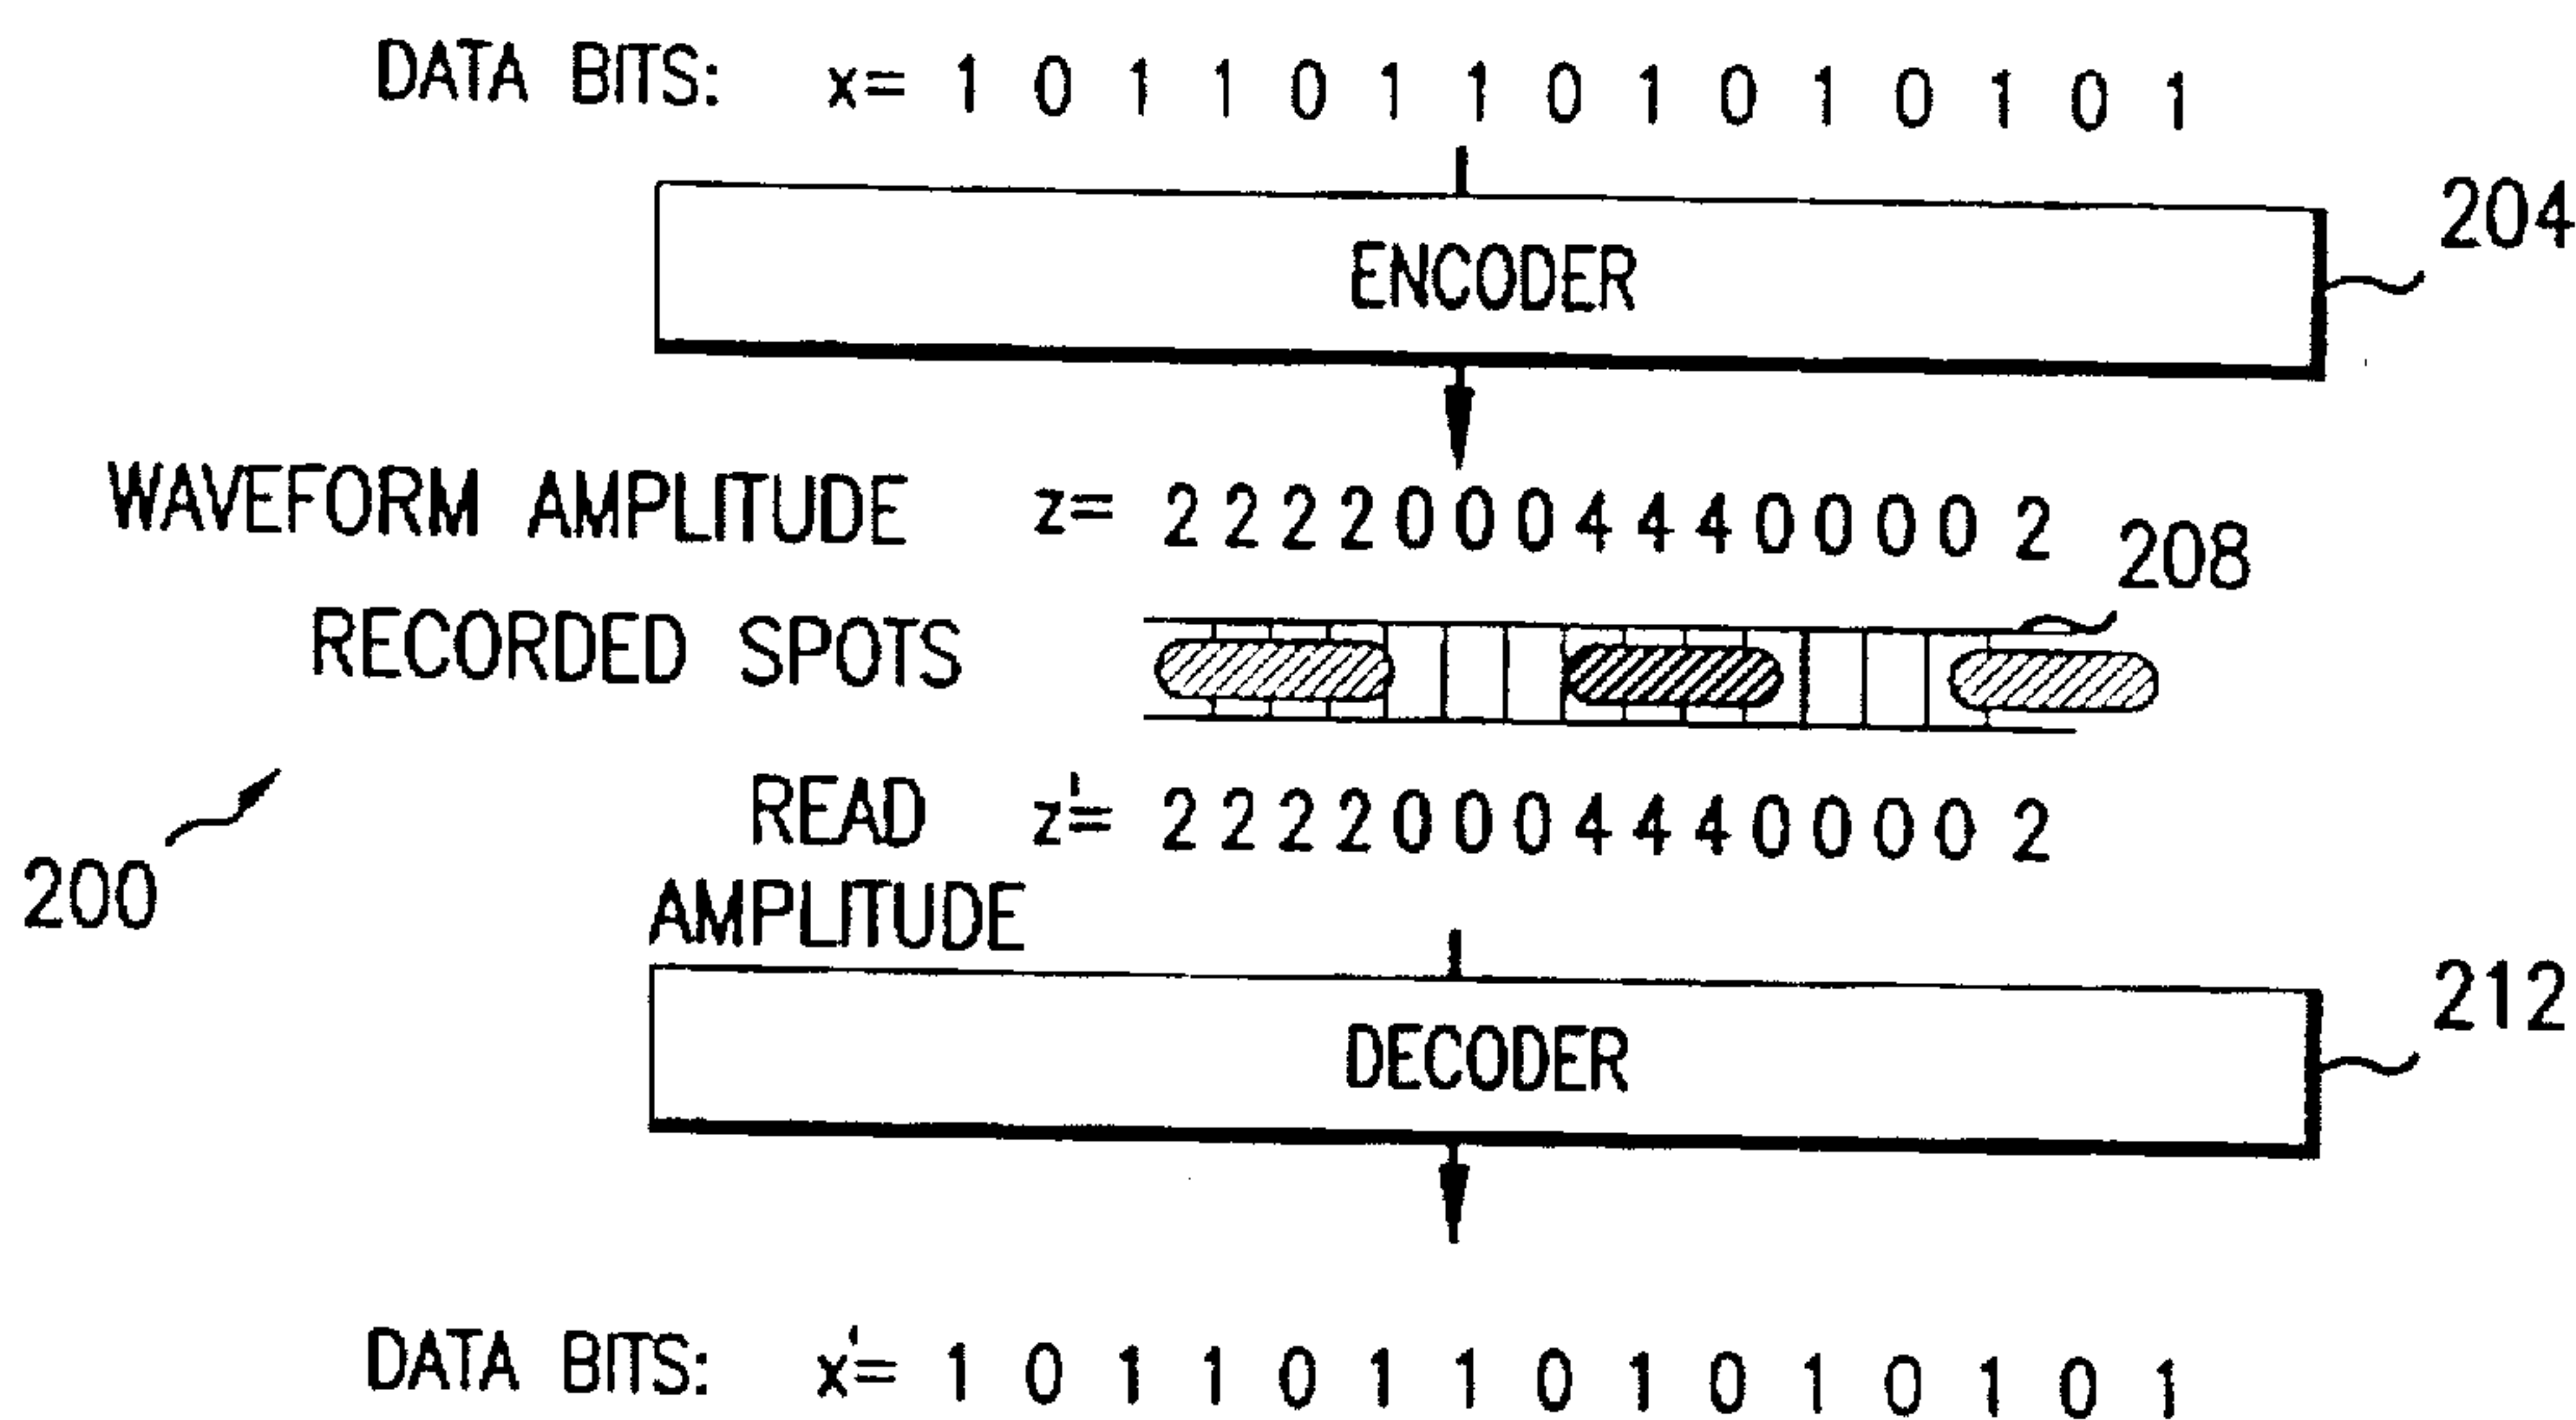 DATA BITS: x= 1 0 1 1 0 1 1 0 1 0 1 0 1 0 1
204
ENCODER
WAVEFORM AMPLITUDE z= 2 2 2 2 0 0 0 4 4 4 0 0 0 0 2
208
RECORDED SPOTS
READ z'= 2 2 2 2 0 0 0 4 4 4 0 0 0 0 2
AMPLITUDE
200
212
DECODER
DATA BITS: x'= 1 0 1 1 0 1 1 0 1 0 1 0 1 0 1